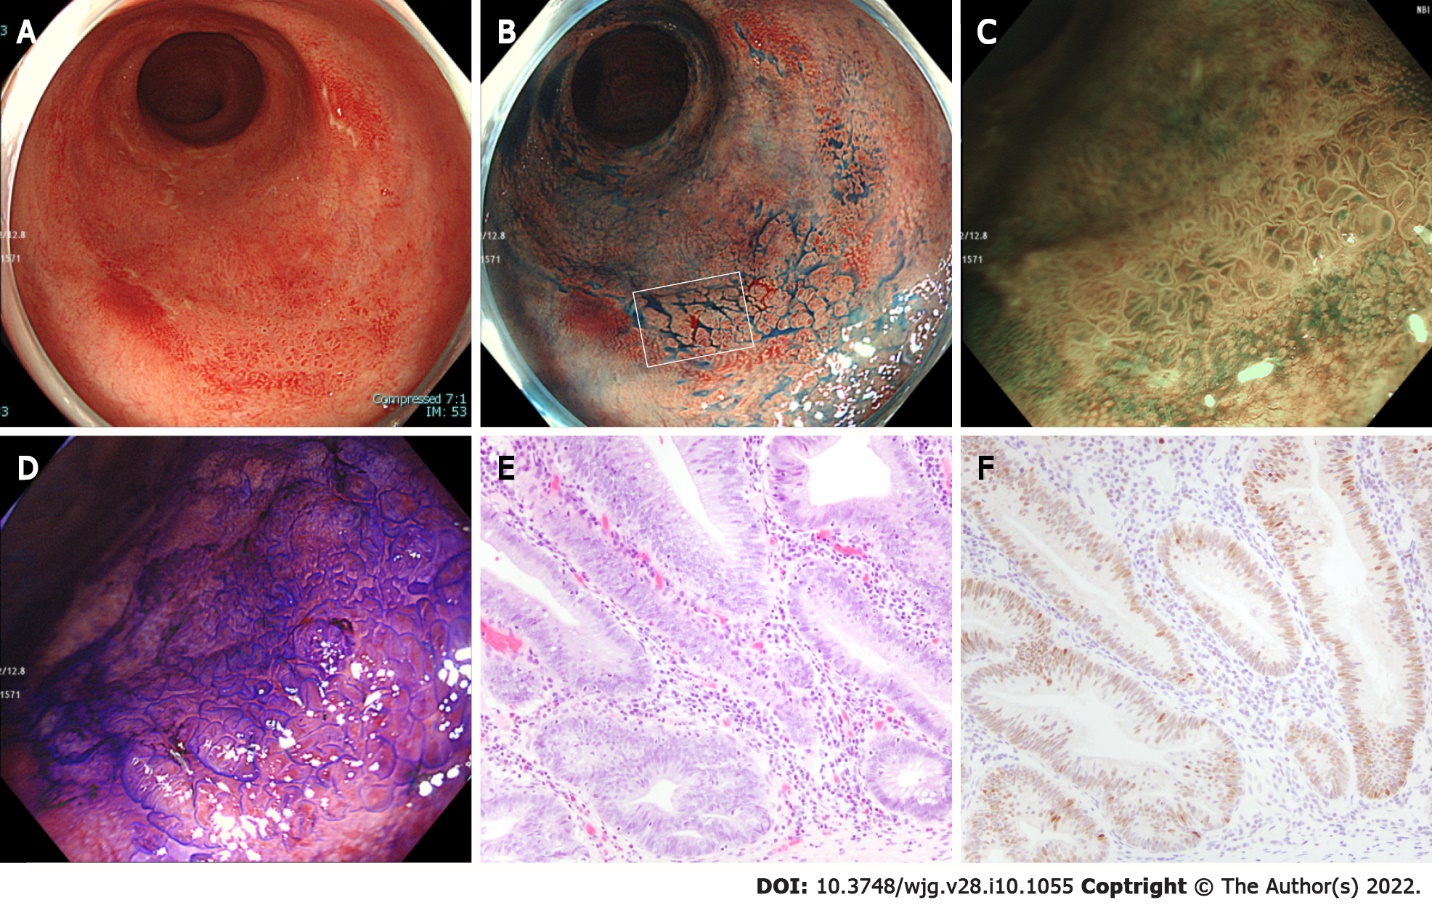 A
B
C
3
NBI
2/12.8
1571
/12.8
1571
2/12.8
1571
Compressed 7:1
IM: 53
3
D
E
F
2/12.8
1571
DOI: 10.3748/wjg.v28.i10.1055 Coptright © The Author(s) 2022.